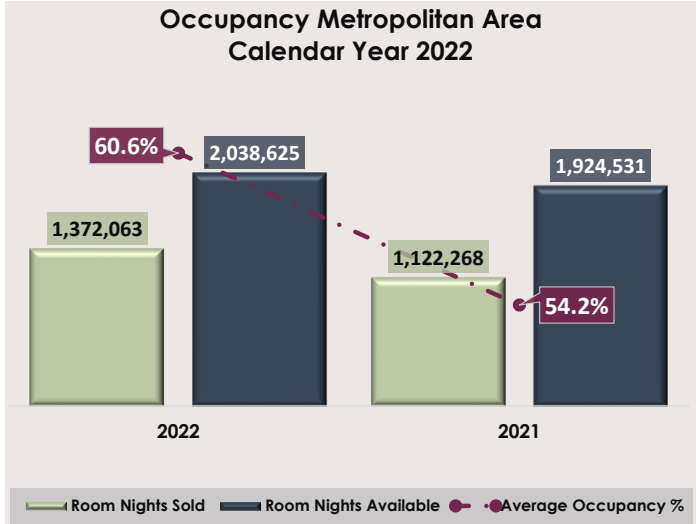 Occupancy Metropolitan Area
Calendar Year 2022
60.6%
2,038,625
1,924,531
1,372,063
1,122,268
54.2%
2022
2021
Room Nights Sold
Room Nights Available
Average Occupancy %